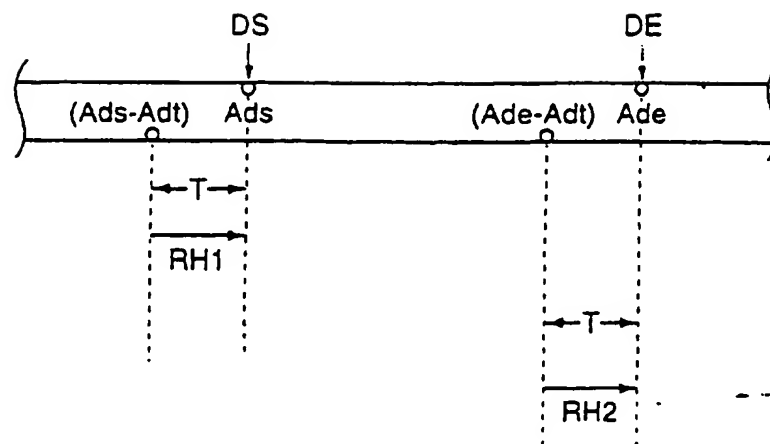 DS DE
(Ads-Adt) Ads (Ade-Adt) Ade
T
RH1
T
RH2